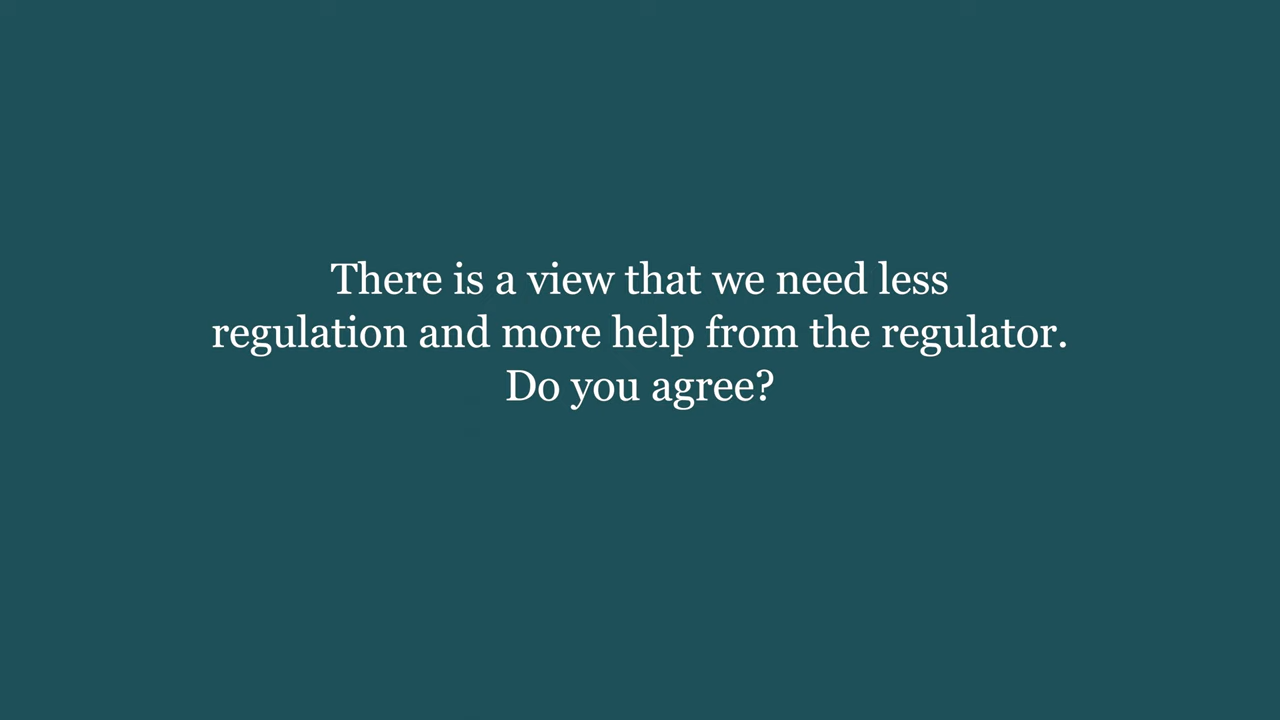 There is a view that we need less
regulation and more help from the regulator.
Do you agree?